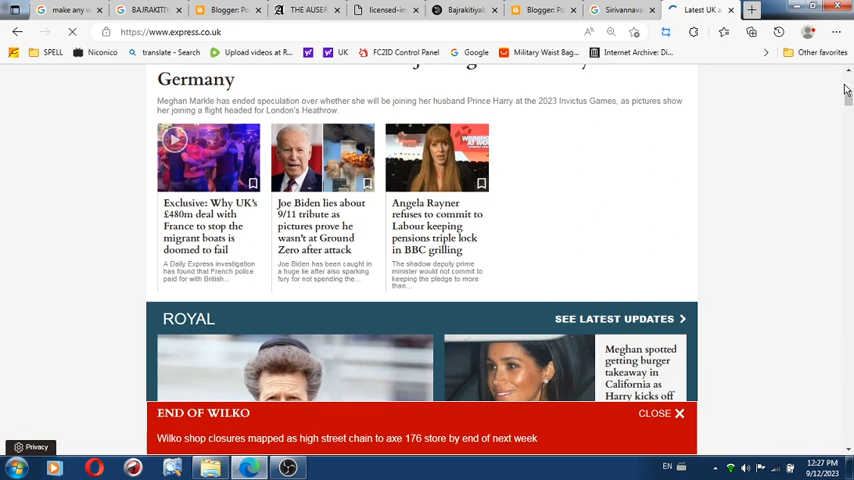 make any v
BAJRAKITIY
Blogger: Po
THE AUSER
licensed-im
Bajrakitiyab
Blogger: Po
Sirivannava
Latest UK a
https://www.express.co.uk
SPELL
Niconico
translate - Search
Upload videos at R...
UK
FC2ID Control Panel
Google
Military Waist Bag...
Internet Archive: Di...
Other favorites
Germany
Meghan Markle has ended speculation over whether she will be joining her husband Prince Harry at the 2023 Invictus Games, as pictures show
her joining a flight headed for London's Heathrow.
Exclusive: Why UK's
£480m deal with
France to stop the
migrant boats is
doomed to fail
A Daily Express investigation
has found that French police
paid for with British...
Joe Biden lies about
9/11 tribute as
pictures prove he
wasn't at Ground
Zero after attack
Joe Biden has been caught in
a huge lie after also sparking
fury for not spending the...
Angela Rayner
refuses to commit to
Labour keeping
pensions triple lock
in BBC grilling
The shadow deputy prime
minister would not commit to
keeping the pledge to more
than...
ROYAL
SEE LATEST UPDATES
Meghan spotted
getting burger
takeaway in
California as
Harry kicks off
END OF WILKO
CLOSE
Wilko shop closures mapped as high street chain to axe 176 store by end of next week
Privacy
EN
12:27 PM
9/12/2023